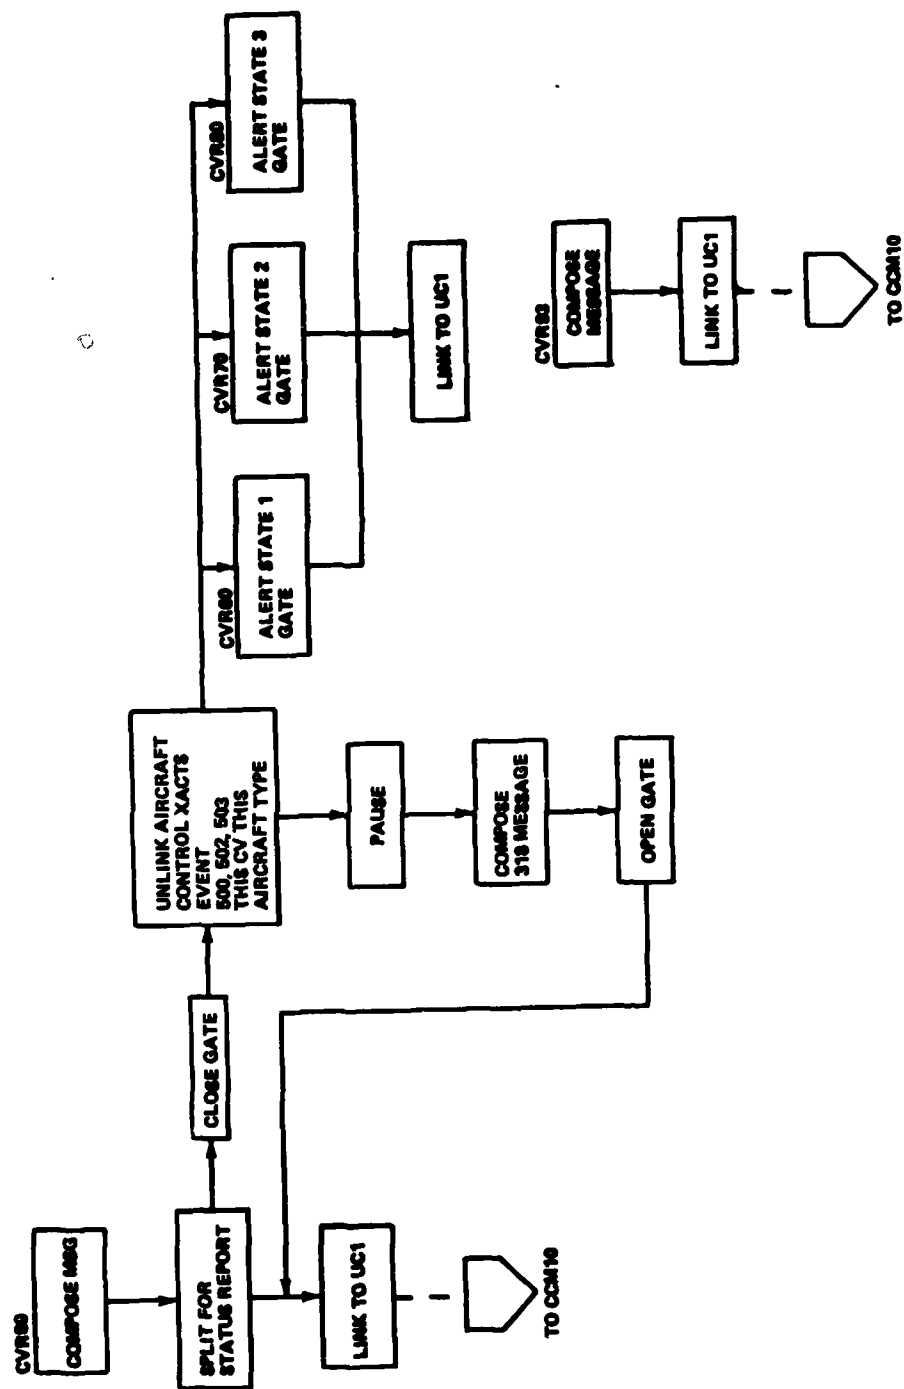 COMPOSE MSG
SPLIT FOR
STATUS REPORT
LINK TO UC1
TO CCM10
CLOSE GATE
UNLINK AIRCRAFT
CONTROL XACTS
EVENT
500, 502, 503
THIS CV, THIS
AIRCRAFT TYPE
PAUSE
COMPOSE
318 MESSAGE
OPEN GATE
CVR60
ALERT STATE 1
GATE
CVR70
ALERT STATE 2
GATE
CVR80
ALERT STATE 3
GATE
LINK TO UC1
COMPOSE
MESSAGE
LINK TO UC1
TO CCM10